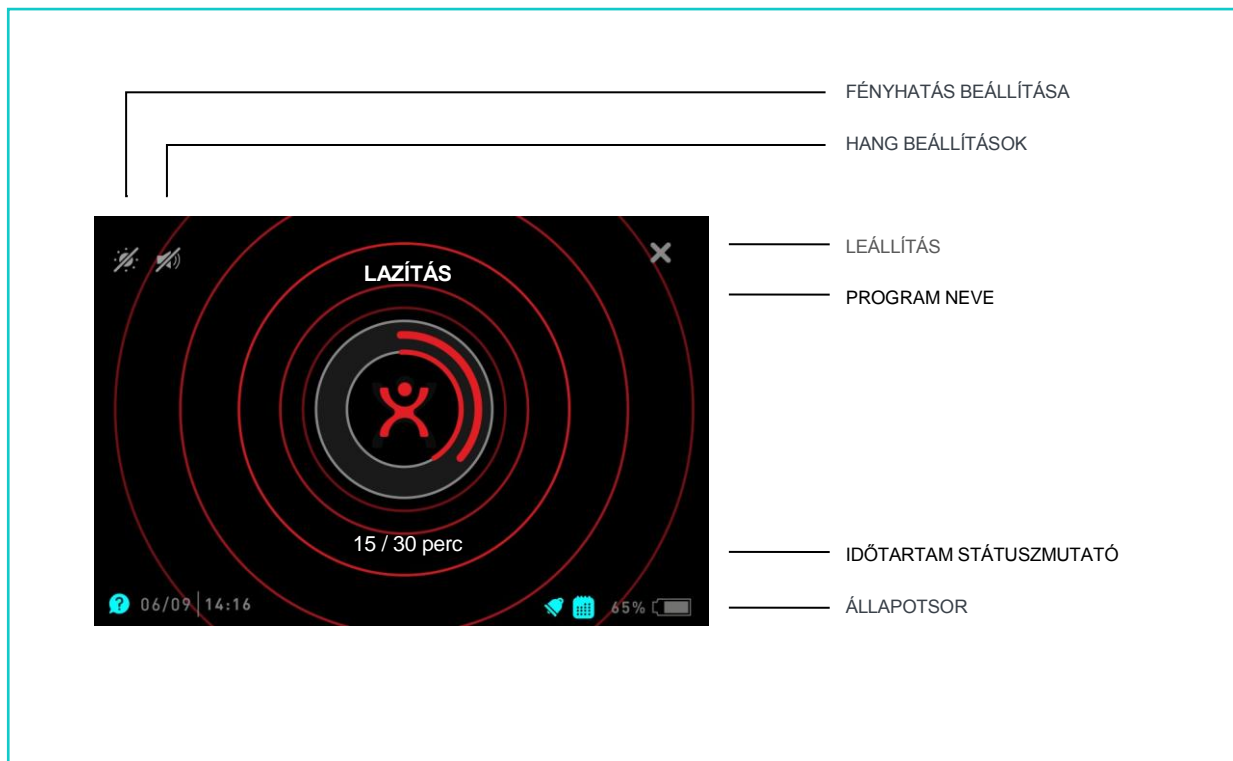 FÉNYHATÁS BEÁLLÍTÁSA
HANG BEÁLLÍTÁSOK
LEÁLLÍTÁS
LAZÍTÁS
PROGRAM NEVE
15 / 30 perc
IDŐTARTAM STÁTUSZMUTATÓ
? 06/09 14:16
65%
ÁLLAPOTSOR